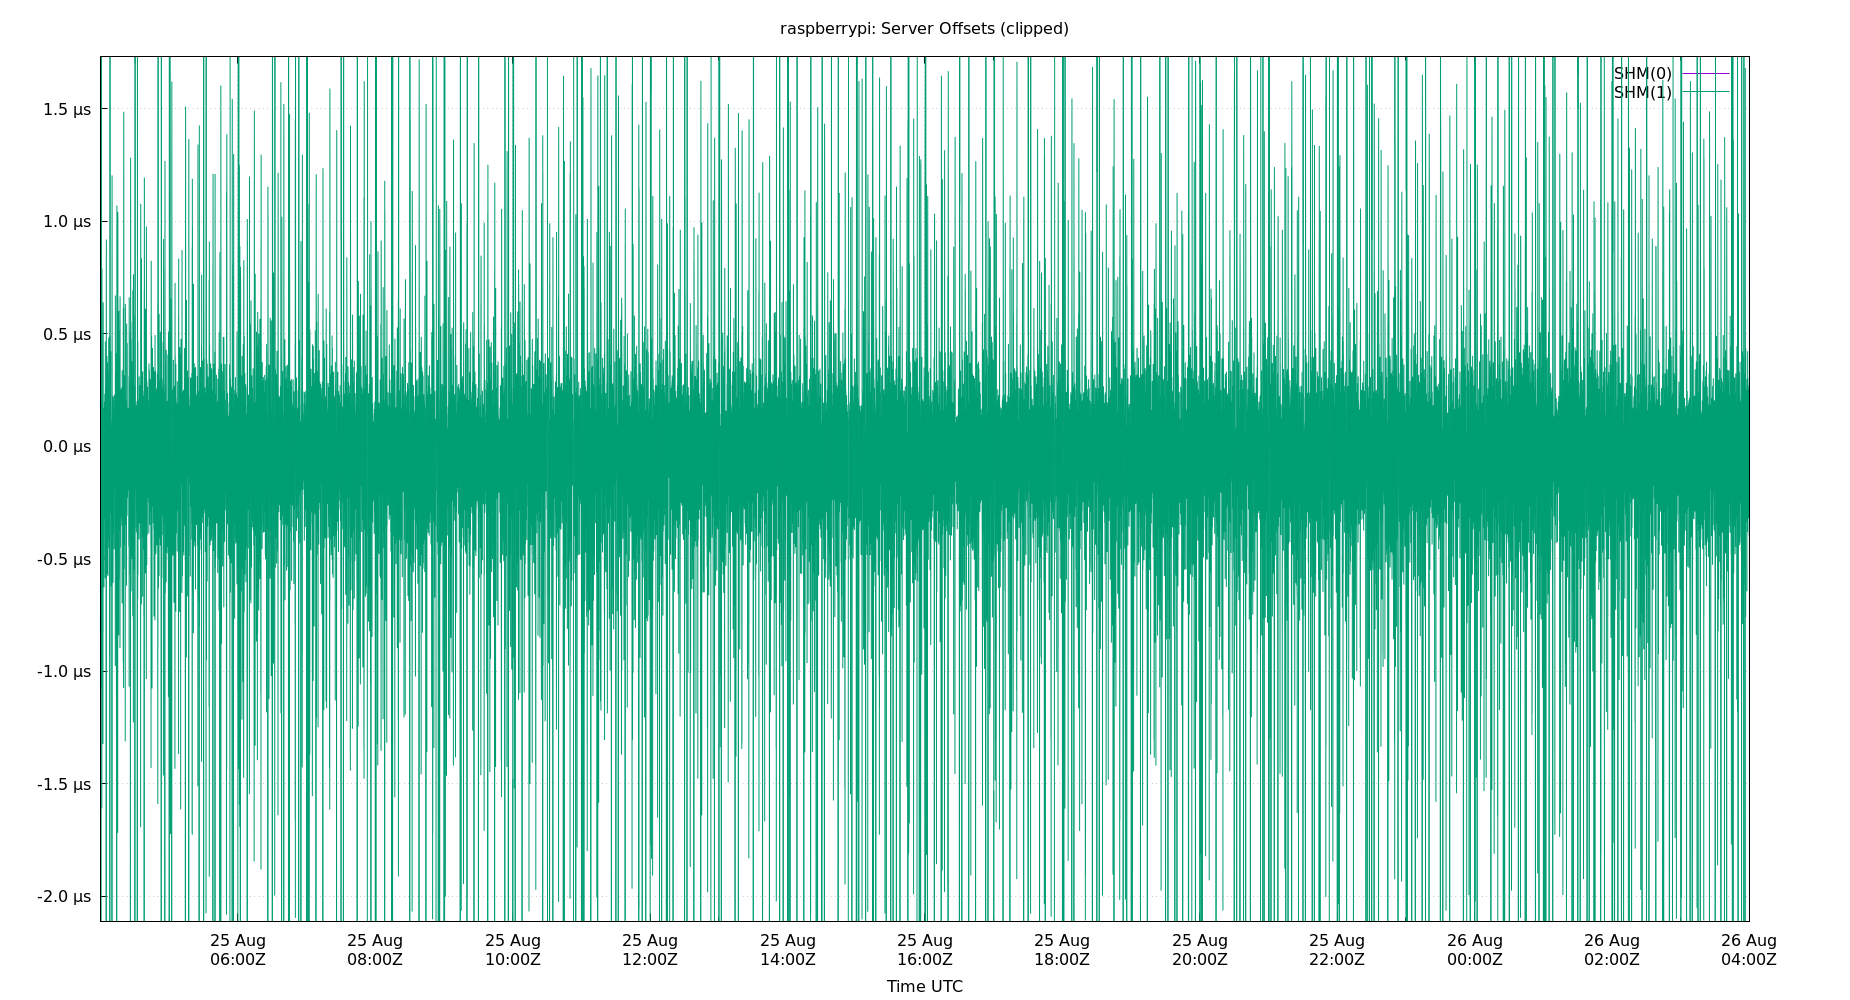 raspberrypi: Server Offsets (clipped)
SHM(0)
SHM(1)
1.5 µs
1.0 µs
0.5 µs
0.0 µs
-0.5 µs
-1.0 µs
-1.5 µs
-2.0 µs
25 Aug 25 Aug 25 Aug 25 Aug 25 Aug 25 Aug 25 Aug 25 Aug 25 Aug 26 Aug 26 Aug 26 Aug
06:00Z 08:00Z 10:00Z 12:00Z 14:00Z 16:00Z 18:00Z 20:00Z 22:00Z 00:00Z 02:00Z 04:00Z
Time UTC